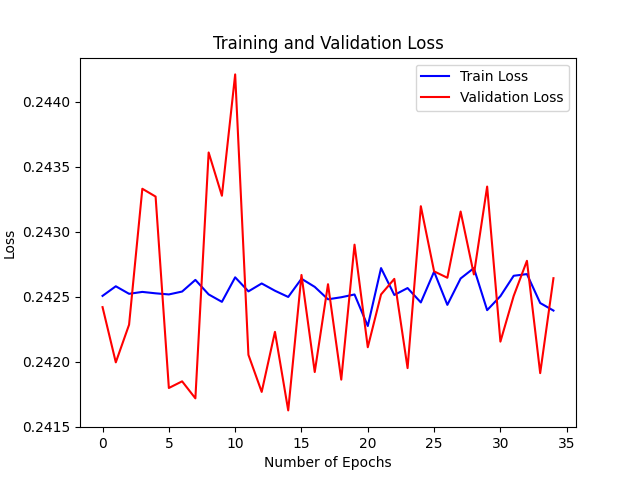 Training and Validation Loss
Train Loss
Validation Loss
0.2440
0.2435
0.2430
0.2425
0.2420
0.2415
Loss
0 5 10 15 20 25 30 35
Number of Epochs